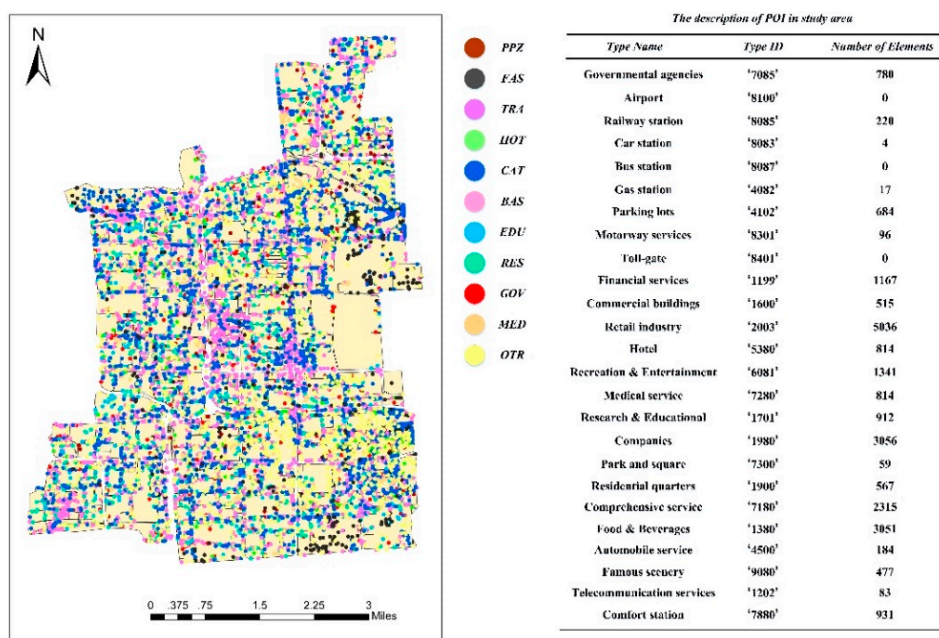 N
0 .375 .75 1.5 2.25 3
Miles
PPZ
FAS
TRA
HOT
CAT
BAS
EDU
RES
GOV
MED
OTR
The description of POI in study area
Type Name Type ID Number of Elements
Governmental agencies ‘7085’ 780
Airport ‘8100’ 0
Railway station ‘8085’ 220
Car station ‘8083’ 4
Bus station ‘8087’ 0
Gas station ‘4082’ 17
Parking lots ‘4102’ 684
Motorway services ‘8301’ 96
Toll-gate ‘8401’ 0
Financial services ‘1199’ 1167
Commercial buildings ‘1600’ 515
Retail industry ‘2003’ 5036
Hotel ‘5380’ 814
Recreation & Entertainment ‘6081’ 1341
Medical service ‘7280’ 814
Research & Educational ‘1701’ 912
Companies ‘1980’ 3056
Park and square ‘7300’ 59
Residential quarters ‘1900’ 567
Comprehensive service ‘7180’ 2315
Food & Beverages ‘1380’ 3051
Automobile service ‘4500’ 184
Famous scenery ‘9080’ 477
Telecommunication services ‘1202’ 83
Comfort station ‘7880’ 931